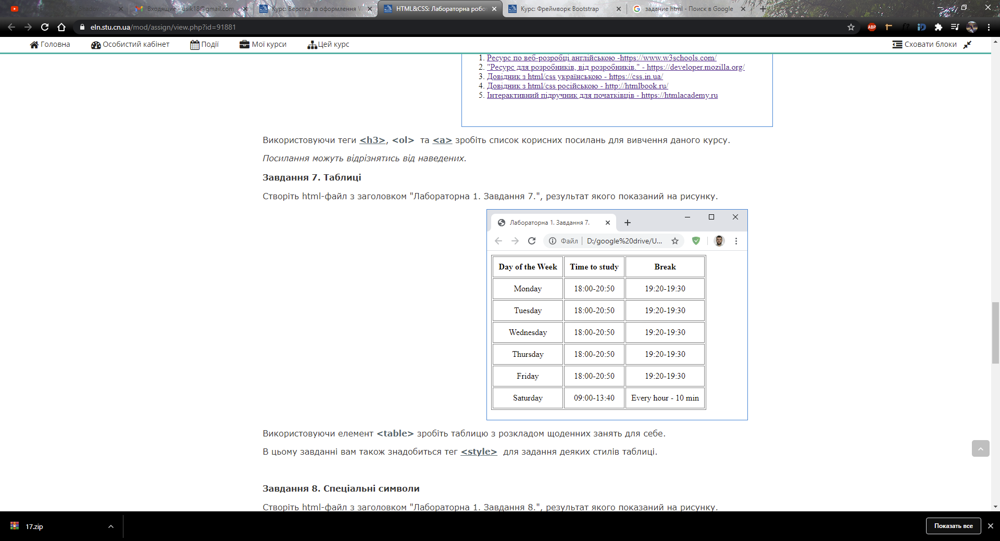 Shadow
Входящие - usik18@gmail.com
Курс: Верстка та оформлення W
HTML&CSS: Лабораторна робо
Курс: Фреймворк Bootstrap
задание html - Поиск в Google
eln.stu.cn.ua/mod/assign/view.php?id=91881
ABP
Головна
Особистий кабінет
Події
Мої курси
Цей курс
Сховати блоки
1. Ресурс по веб-розробці англійською -https://www.w3schools.com/
2. "Ресурс для розробників, від розробників." - https://developer.mozilla.org/
3. Довідник з html/css українською - https://css.in.ua/
4. Довідник з html/css російською - http://htmlbook.ru/
5. Інтерактивний підручник для початківців - https://htmlacademy.ru
Використовуючи теги <h3>, <ol> та <a> зробіть список корисних посилань для вивчення даного курсу.
Посилання можуть відрізнятись від наведених.
Завдання 7. Таблиці
Створіть html-файл з заголовком "Лабораторна 1. Завдання 7.", результат якого показаний на рисунку.
Лабораторна 1. Завдання 7.
Файл D:/google%20drive/U...
Day of the Week Time to study Break
Monday 18:00-20:50 19:20-19:30
Tuesday 18:00-20:50 19:20-19:30
Wednesday 18:00-20:50 19:20-19:30
Thursday 18:00-20:50 19:20-19:30
Friday 18:00-20:50 19:20-19:30
Saturday 09:00-13:40 Every hour - 10 min
Використовуючи елемент <table> зробіть таблицю з розкладом щоденних занять для себе.
В цьому завданні вам також знадобиться тег <style> для задання деяких стилів таблиці.
Завдання 8. Спеціальні символи
Створіть html-файл з заголовком "Лабораторна 1. Завдання 8.", результат якого показаний на рисунку.
17.zip
Показать все